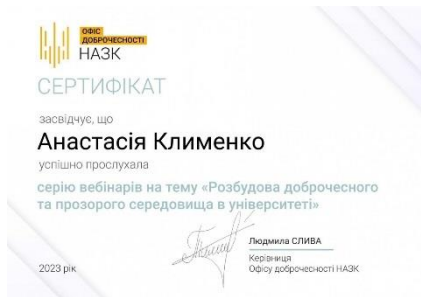 ОФІС
ДОБРОЧЕСНОСТІ
НАЗК
СЕРТИФІКАТ
засвідчує, що
Анастасія Клименко
успішно прослухала
серію вебінарів на тему «Розбудова доброчесного
та прозорого середовища в університеті»
Людмила СЛИВА
Керівниця
Офісу доброчесності НАЗК
2023 рік